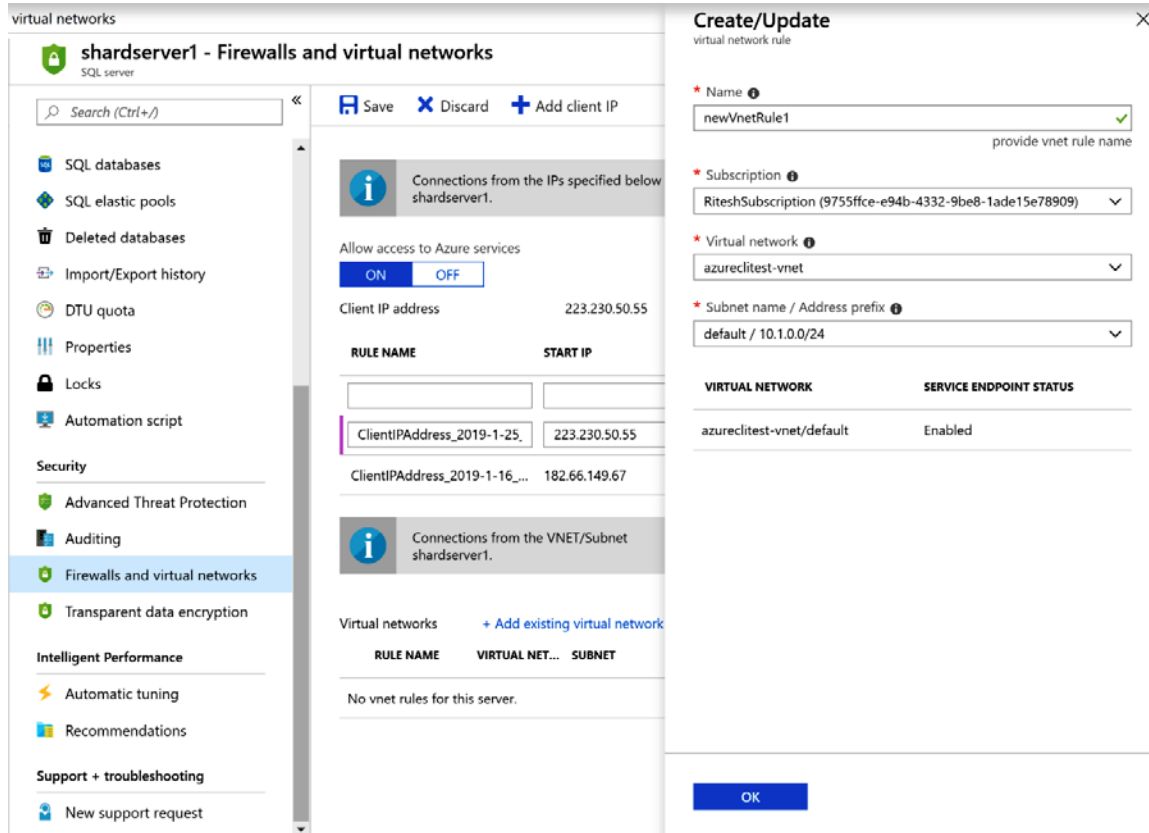 virtual networks
shardserver1 - Firewalls and virtual networks
SQL server
Search (Ctrl+/)
«
SQL databases
SQL elastic pools
Deleted databases
Import/Export history
DTU quota
Properties
Locks
Automation script
Security
Advanced Threat Protection
Auditing
Firewalls and virtual networks
Transparent data encryption
Intelligent Performance
Automatic tuning
Recommendations
Support + troubleshooting
New support request
Save Discard Add client IP
Connections from the IPs specified below
shardserver1.
Allow access to Azure services
ON OFF
Client IP address 223.230.50.55
RULE NAME START IP
ClientIPAddress_2019-1-25_ 223.230.50.55
ClientIPAddress_2019-1-16_... 182.66.149.67
Connections from the VNET/Subnet
shardserver1.
Virtual networks + Add existing virtual network
RULE NAME VIRTUAL NET... SUBNET
No vnet rules for this server.
Create/Update
virtual network rule
* Name
newVnetRule1
provide vnet rule name
* Subscription
RiteshSubscription (9755ffce-e94b-4332-9be8-1ade15e78909)
* Virtual network
azureclitest-vnet
* Subnet name / Address prefix
default / 10.1.0.0/24
VIRTUAL NETWORK SERVICE ENDPOINT STATUS
azureclitest-vnet/default Enabled
OK